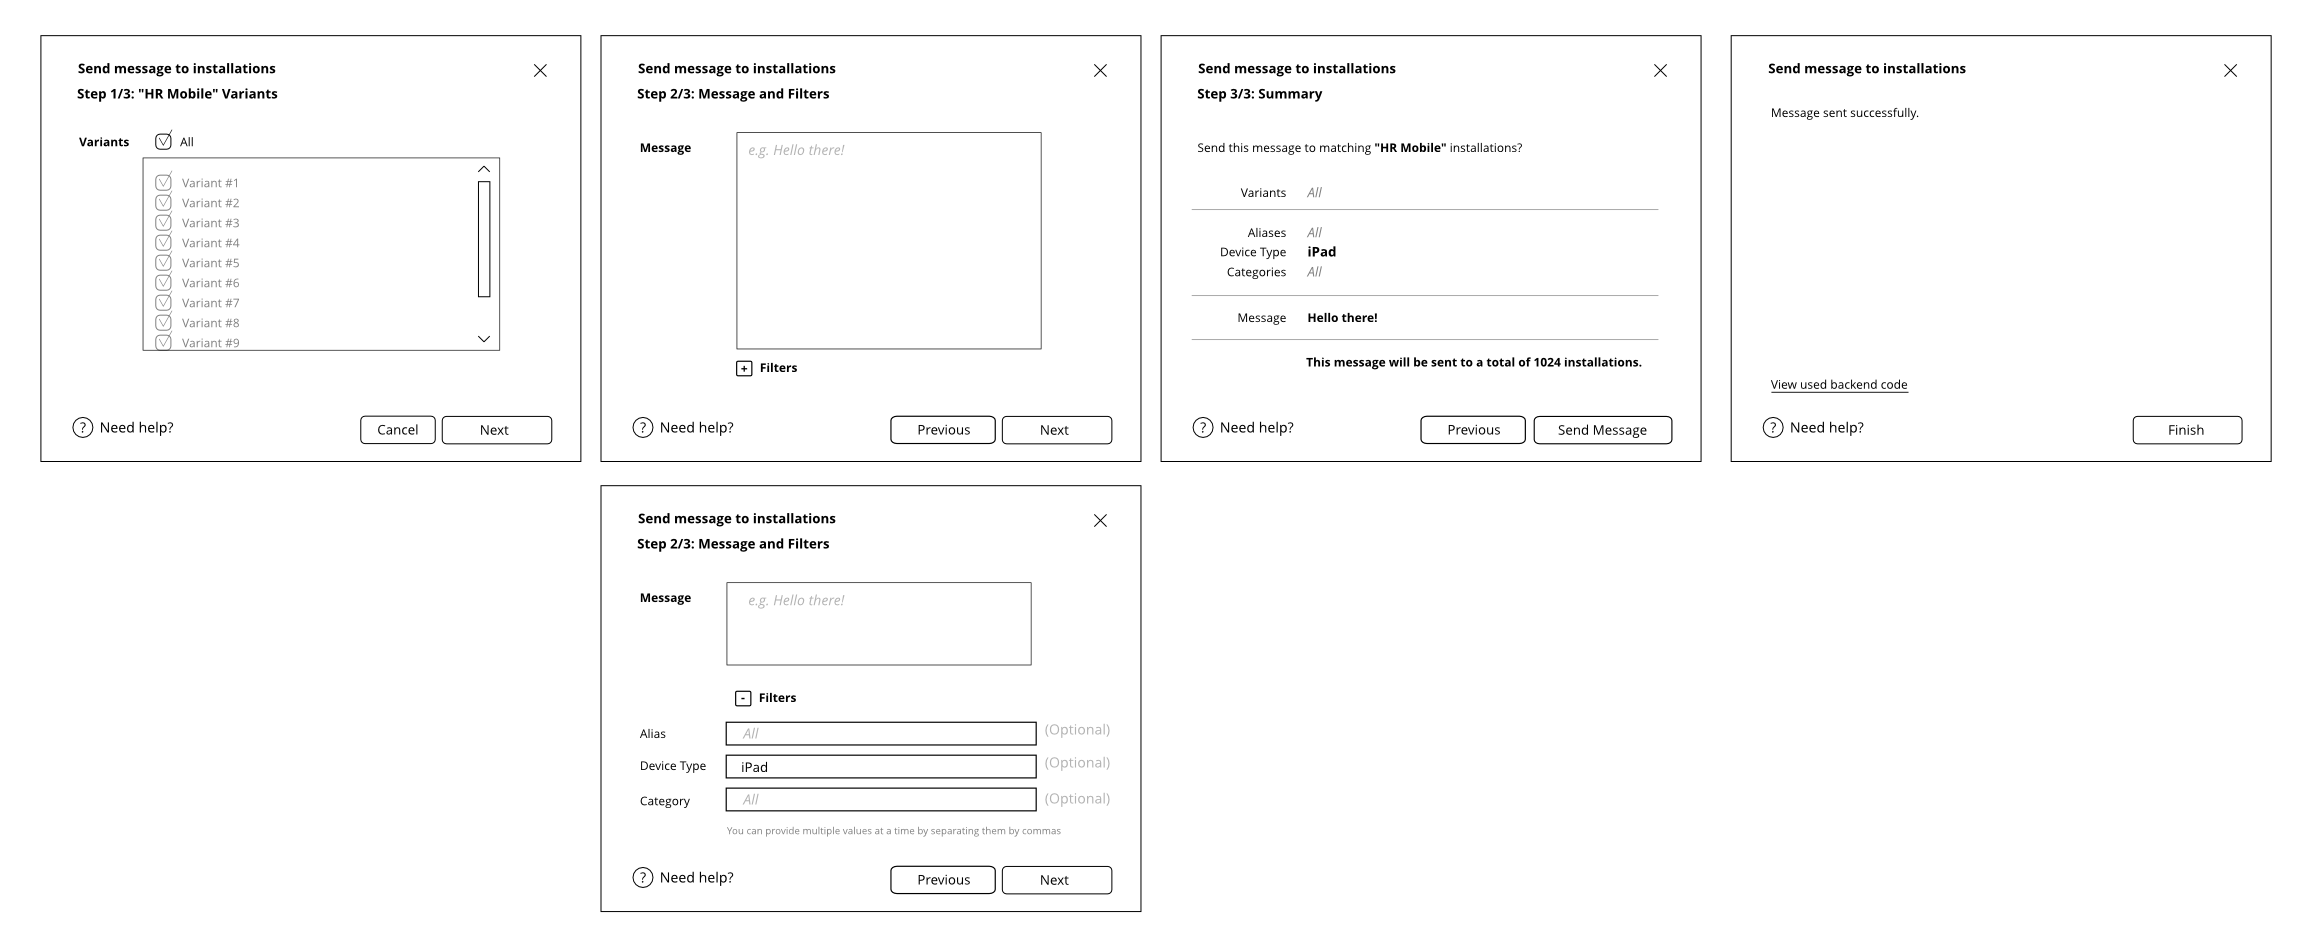 Send message to installations
Step 1/3: "HR Mobile" Variants
Variants All
Variant #1
Variant #2
Variant #3
Variant #4
Variant #5
Variant #6
Variant #7
Variant #8
Variant #9
? Need help? Cancel Next
Send message to installations
Step 2/3: Message and Filters
Message e.g. Hello there!
+ Filters
? Need help? Previous Next
Send message to installations
Step 3/3: Summary
Send this message to matching "HR Mobile" installations?
Variants All
Aliases All
Device Type iPad
Categories All
Message Hello there!
This message will be sent to a total of 1024 installations.
? Need help? Previous Send Message
Send message to installations
Message sent successfully.
View used backend code
? Need help? Finish
Send message to installations
Step 2/3: Message and Filters
Message e.g. Hello there!
- Filters
Alias All (Optional)
Device Type iPad (Optional)
Category All (Optional)
You can provide multiple values at a time by separating them by commas
? Need help? Previous Next